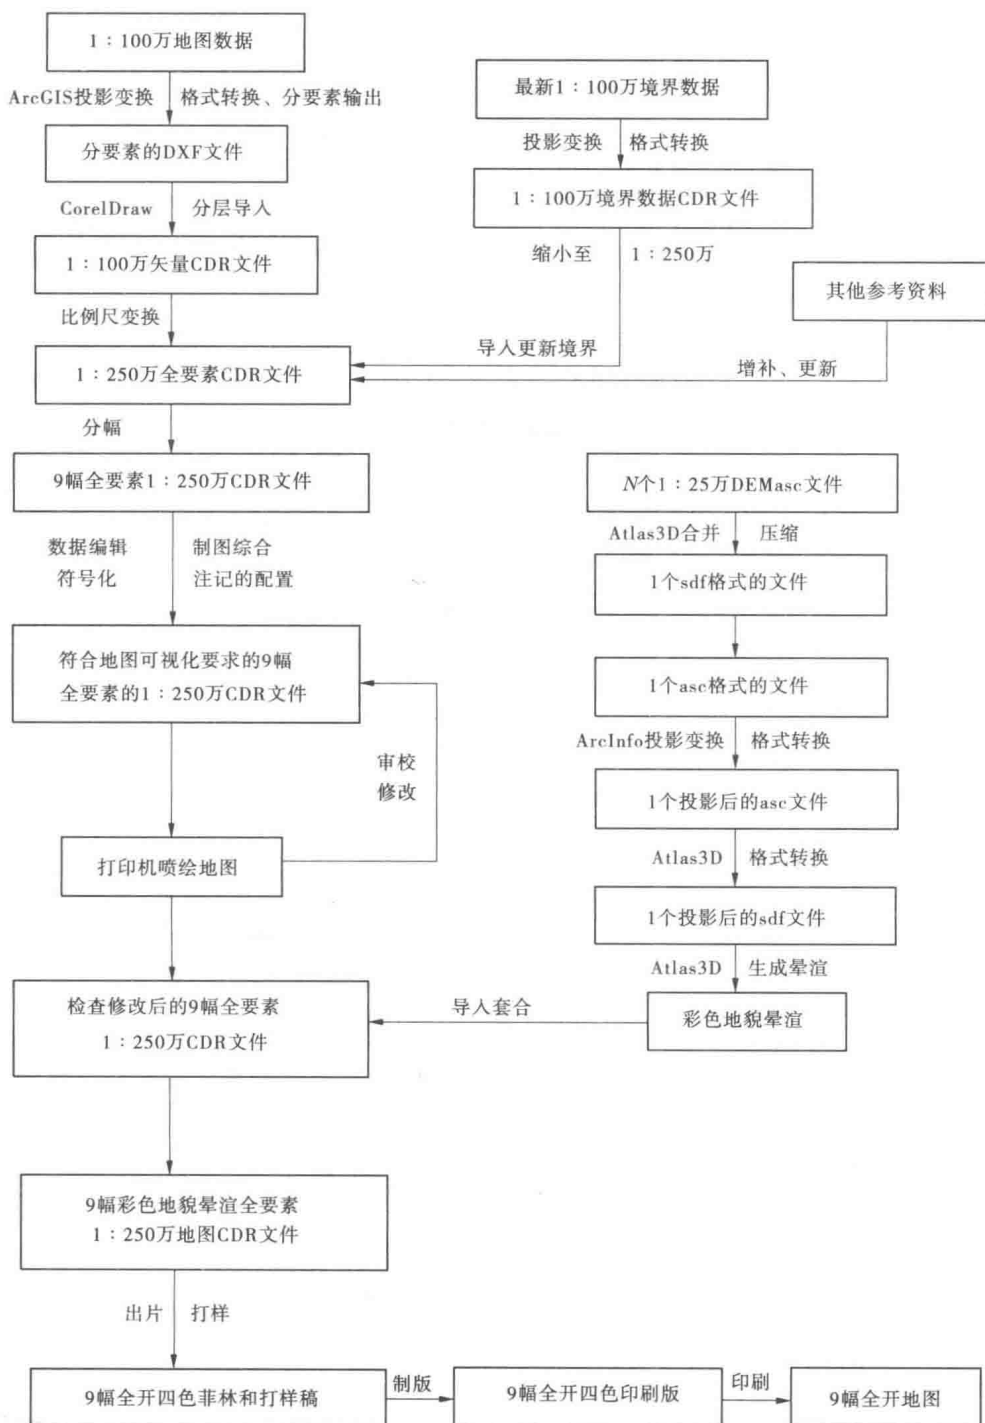 1：100万地图数据
ArcGIS投影变换 格式转换、分要素输出
分要素的DXF文件
CorelDraw 分层导入
1：100万矢量CDR文件
比例尺变换
1：250万全要素CDR文件
分幅
9幅全要素1：250万CDR文件
数据编辑 制图综合
符号化 注记的配置
符合地图可视化要求的9幅
全要素的1：250万CDR文件
审校
修改
打印机喷绘地图
检查修改后的9幅全要素
1：250万CDR文件
9幅彩色地貌晕渲全要素
1：250万地图CDR文件
出片 打样
9幅全开四色菲林和打样稿
制版
9幅全开四色印刷版
印刷
9幅全开地图
最新1：100万境界数据
投影变换 格式转换
1：100万境界数据CDR文件
缩小至 1：250万
导入更新境界
其他参考资料
增补、更新
N个1：25万DEMasc文件
Atlas3D合并 压缩
1个sdf格式的文件
1个asc格式的文件
ArcInfo投影变换 格式转换
1个投影后的asc文件
Atlas3D 格式转换
1个投影后的sdf文件
Atlas3D 生成晕渲
彩色地貌晕渲
导入套合